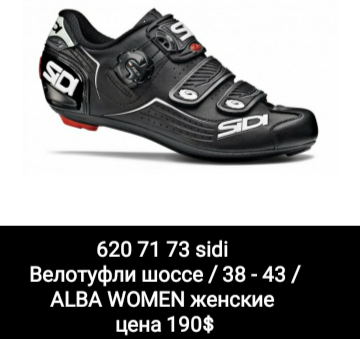 SIDI
SIDI
620 71 73 sidi
Велотуфли шоссе / 38 - 43 /
ALBA WOMEN женские
цена 190$